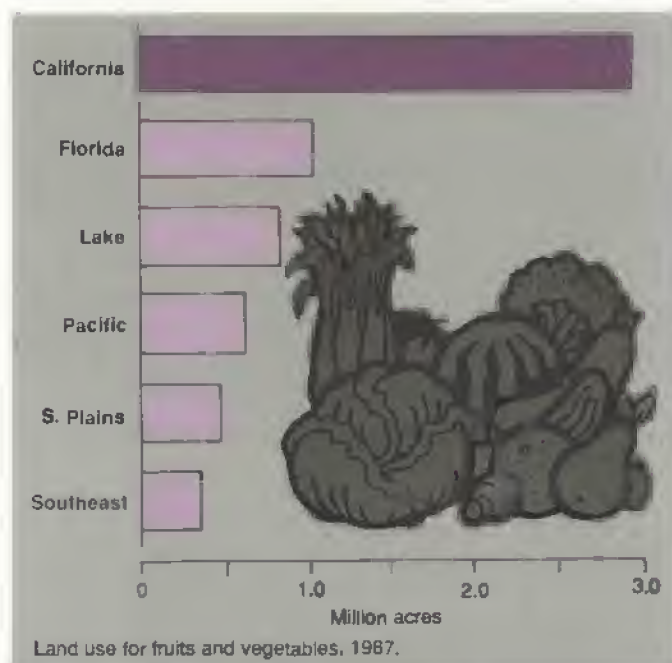 California
Florida
Lake
Pacific
S. Plains
Southeast
0 1.0 2.0 3.0
Million acres
Land use for fruits and vegetables, 1987.